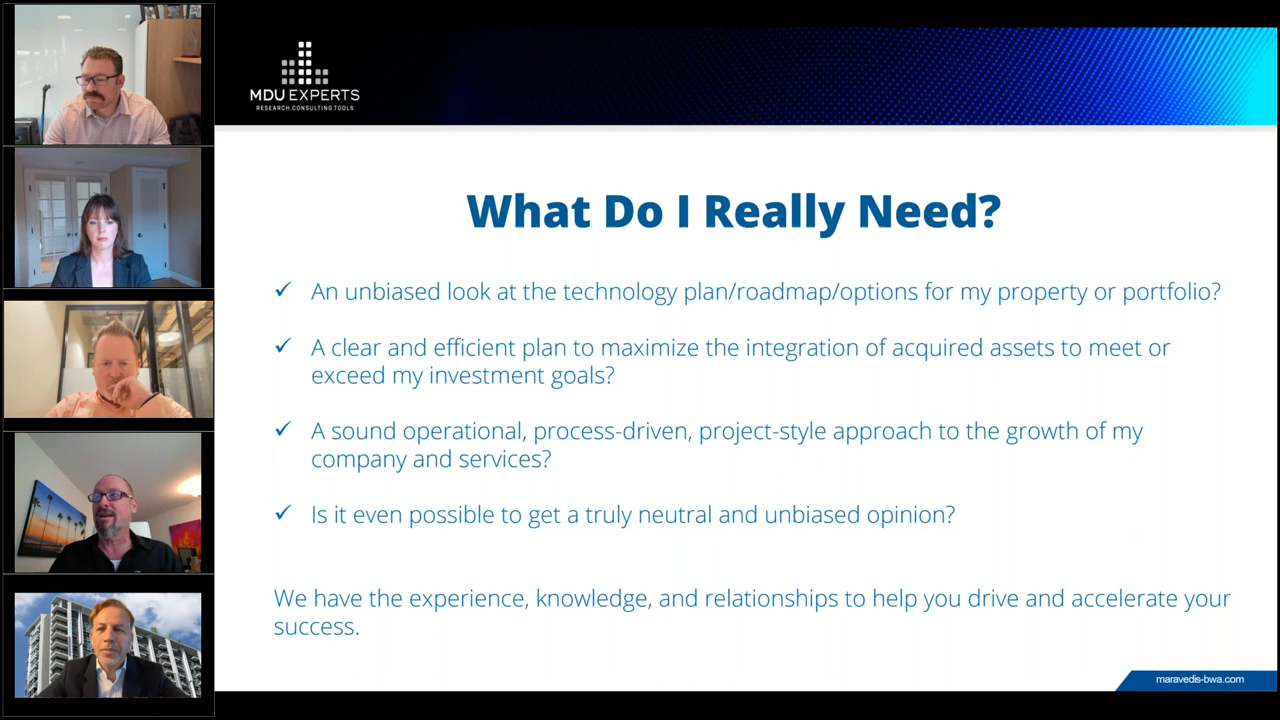 MDU EXPERTS
RESEARCH.CONSULTING.TOOLS
What Do I Really Need?
✓ An unbiased look at the technology plan/roadmap/options for my property or portfolio?
✓ A clear and efficient plan to maximize the integration of acquired assets to meet or
exceed my investment goals?
✓ A sound operational, process-driven, project-style approach to the growth of my
company and services?
✓ Is it even possible to get a truly neutral and unbiased opinion?
We have the experience, knowledge, and relationships to help you drive and accelerate your
success.
maravedis-bwa.com